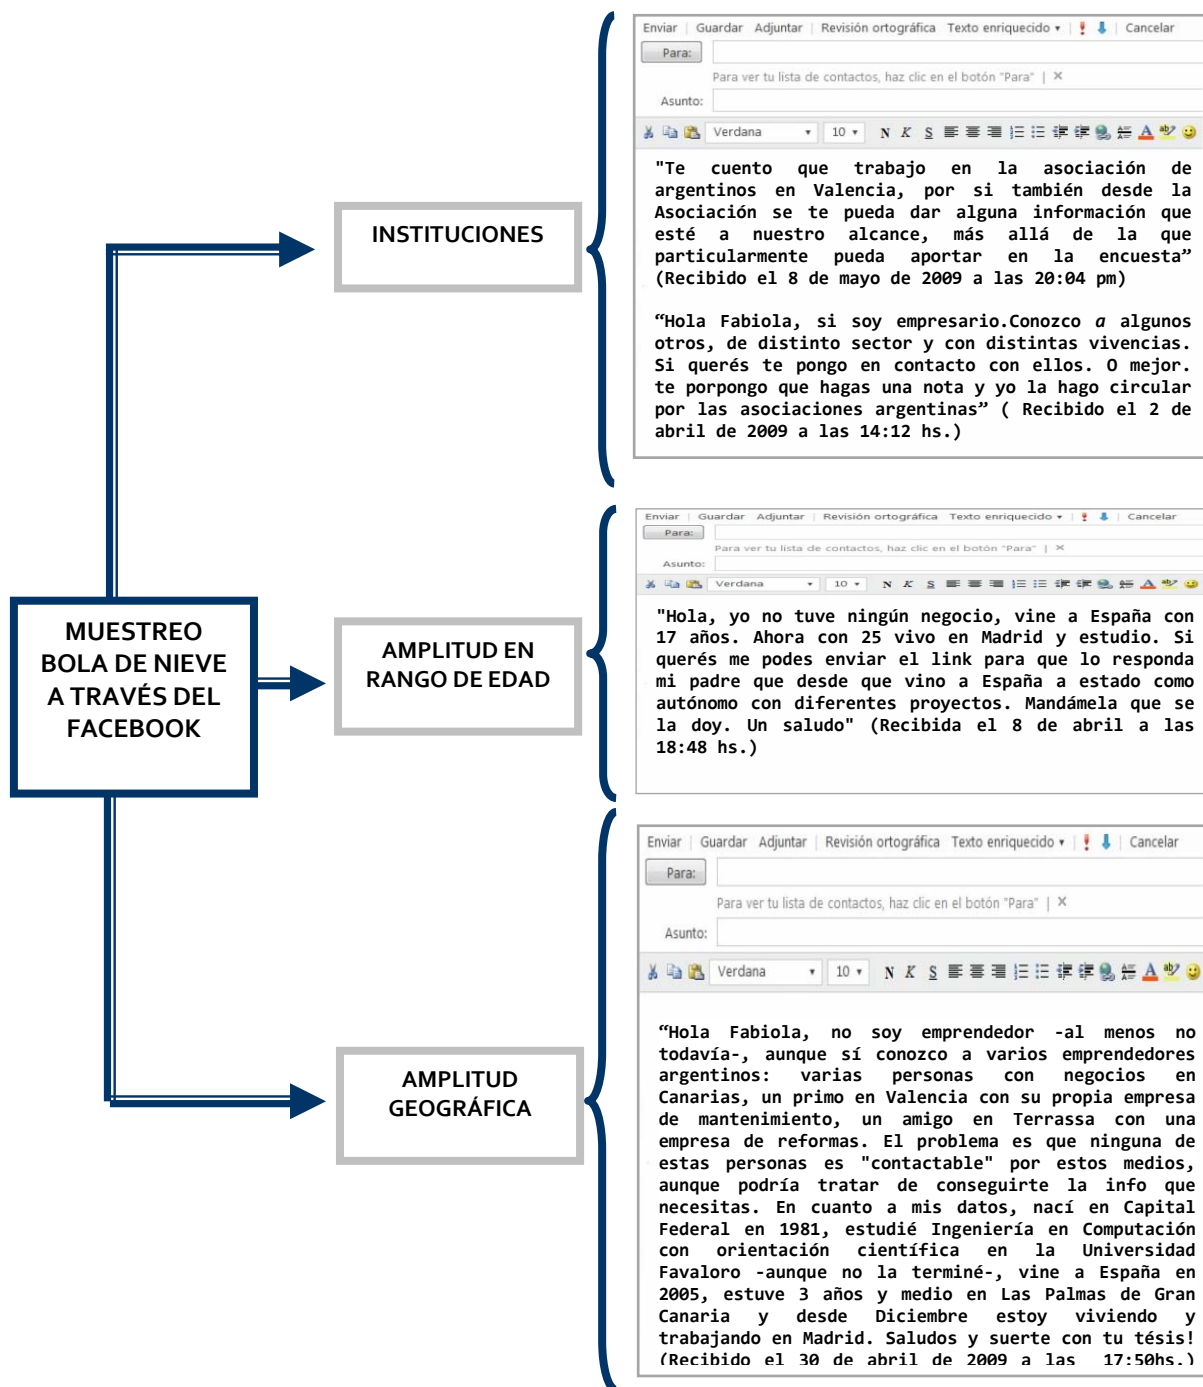 Enviar | Guardar Adjuntar | Revisión ortográfica Texto enriquecido | Cancelar
Para:
Para ver tu lista de contactos, haz clic en el botón "Para" | ×
Asunto:
Verdana 10 N K S
"Te cuento que trabajo en la asociación de
argentinos en Valencia, por si también desde la
Asociación se te pueda dar alguna información que
esté a nuestro alcance, más allá de la que
particularmente pueda aportar en la encuesta”
(Recibido el 8 de mayo de 2009 a las 20:04 pm)
“Hola Fabiola, si soy empresario.Conozco a algunos
otros, de distinto sector y con distintas vivencias.
Si querés te pongo en contacto con ellos. O mejor.
te porpongo que hagas una nota y yo la hago circular
por las asociaciones argentinas” ( Recibido el 2 de
abril de 2009 a las 14:12 hs.)
INSTITUCIONES
MUESTREO
BOLA DE NIEVE
A TRAVÉS DEL
FACEBOOK
AMPLITUD EN
RANGO DE EDAD
Enviar | Guardar Adjuntar | Revisión ortográfica Texto enriquecido | Cancelar
Para:
Para ver tu lista de contactos, haz clic en el botón "Para" | ×
Asunto:
Verdana 10 N K S
"Hola, yo no tuve ningún negocio, vine a España con
17 años. Ahora con 25 vivo en Madrid y estudio. Si
querés me podes enviar el link para que lo responda
mi padre que desde que vino a España a estado como
autónomo con diferentes proyectos. Mandámela que se
la doy. Un saludo" (Recibida el 8 de abril a las
18:48 hs.)
AMPLITUD
GEOGRÁFICA
Enviar | Guardar Adjuntar | Revisión ortográfica Texto enriquecido | Cancelar
Para:
Para ver tu lista de contactos, haz clic en el botón "Para" | ×
Asunto:
Verdana 10 N K S
“Hola Fabiola, no soy emprendedor -al menos no
todavía-, aunque sí conozco a varios emprendedores
argentinos: varias personas con negocios en
Canarias, un primo en Valencia con su propia empresa
de mantenimiento, un amigo en Terrassa con una
empresa de reformas. El problema es que ninguna de
estas personas es "contactable" por estos medios,
aunque podría tratar de conseguirte la info que
necesitas. En cuanto a mis datos, nací en Capital
Federal en 1981, estudié Ingeniería en Computación
con orientación científica en la Universidad
Favaloro -aunque no la terminé-, vine a España en
2005, estuve 3 años y medio en Las Palmas de Gran
Canaria y desde Diciembre estoy viviendo y
trabajando en Madrid. Saludos y suerte con tu tésis!
(Recibido el 30 de abril de 2009 a las 17:50hs.)